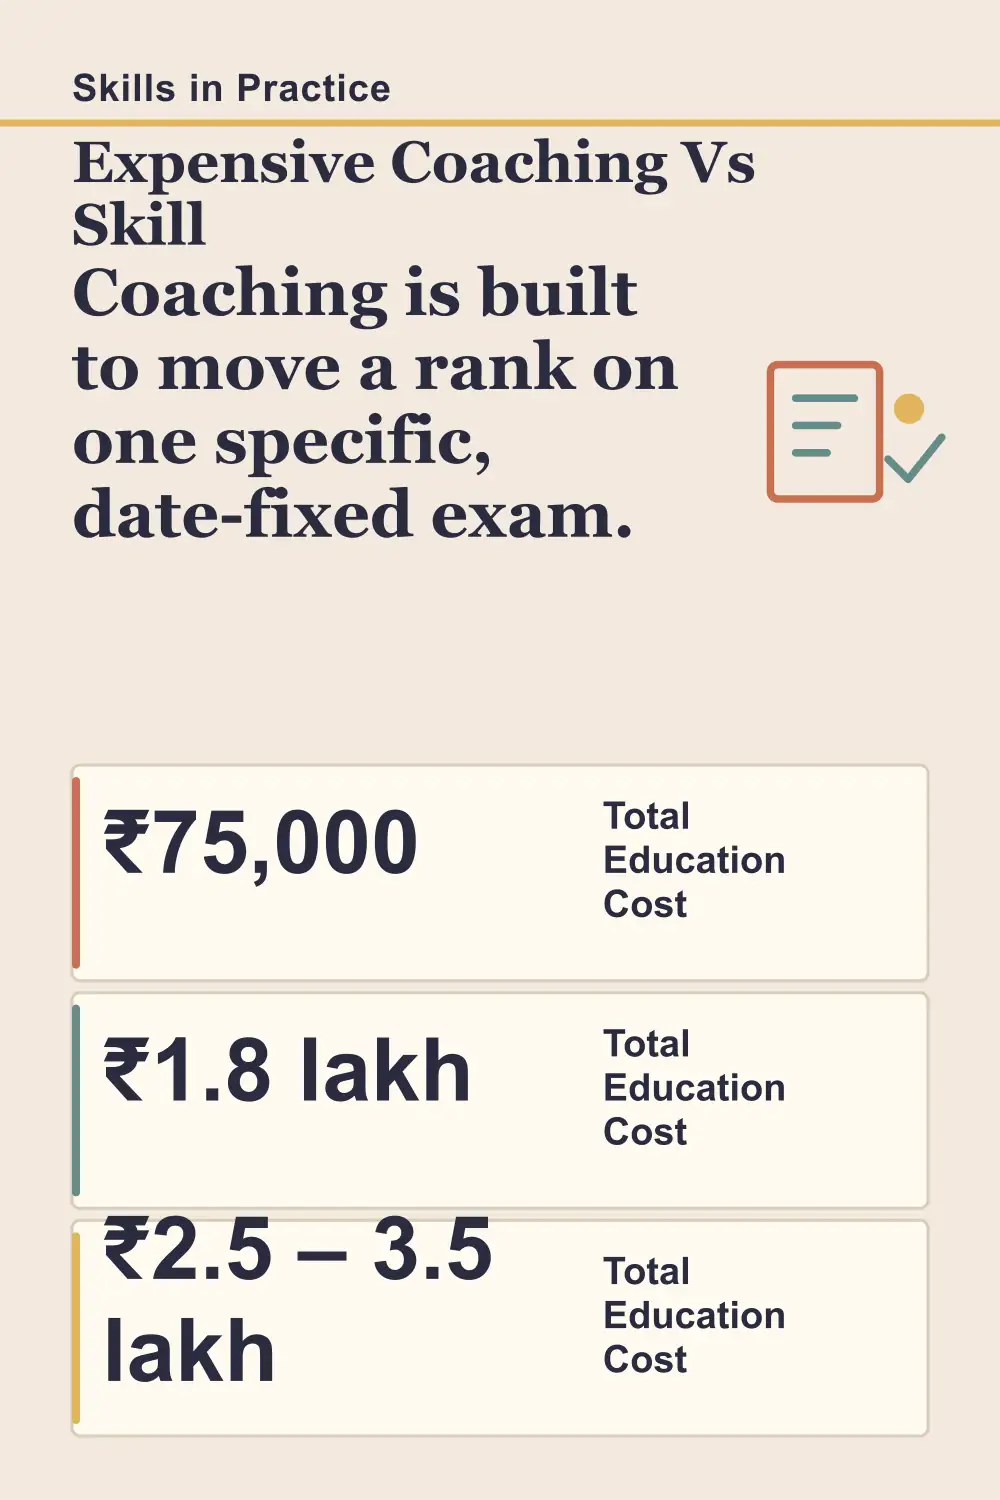 Skills in Practice
Expensive Coaching Vs
Skill
Coaching is built
to move a rank on
one specific,
date-fixed exam.
₹75,000
Total
Education
Cost
₹1.8 lakh
Total
Education
Cost
₹2.5 – 3.5
lakh
Total
Education
Cost